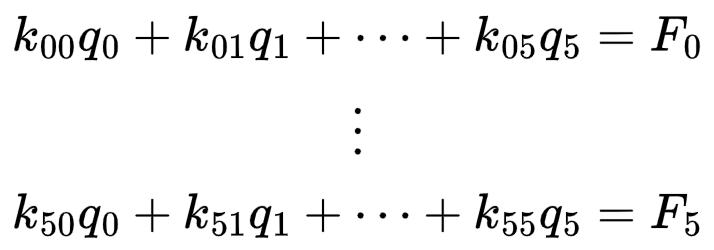 k₀₀q₀ + k₀₁q₁ + ⋯ + k₀₅q₅ = F₀
⋮
k₅₀q₀ + k₅₁q₁ + ⋯ + k₅₅q₅ = F₅